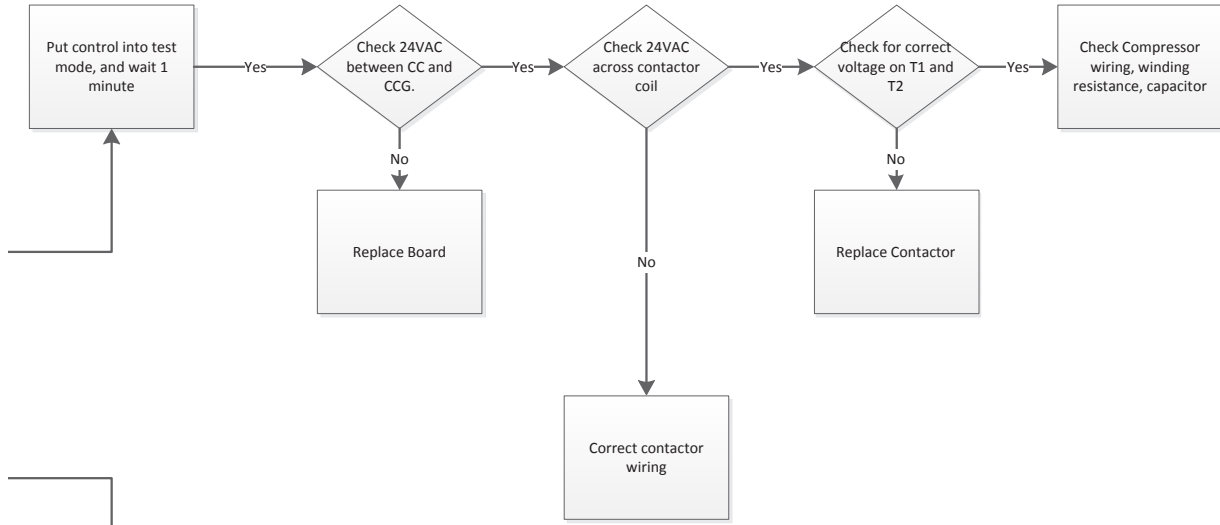 Put control into test
mode, and wait 1
minute
Yes
Check 24VAC
between CC and
CCG.
Yes
Check 24VAC
across contactor
coil
Yes
Check for correct
voltage on T1 and
T2
Yes
Check Compressor
wiring, winding
resistance, capacitor
No
No
Replace Board
No
Replace Contactor
Correct contactor
wiring